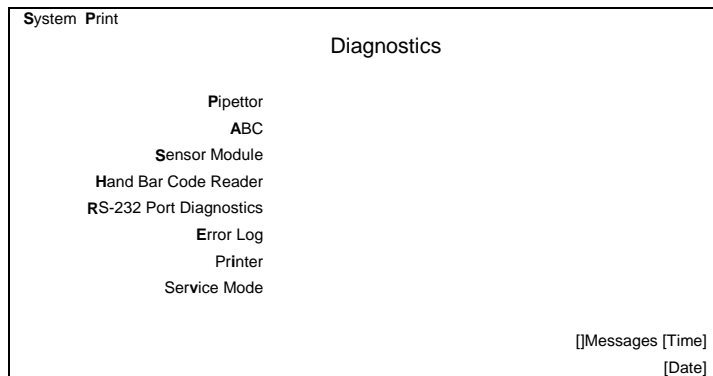 System Print
Diagnostics
Pipettor
ABC
Sensor Module
Hand Bar Code Reader
RS-232 Port Diagnostics
Error Log
Printer
Service Mode
[]Messages [Time]
[Date]